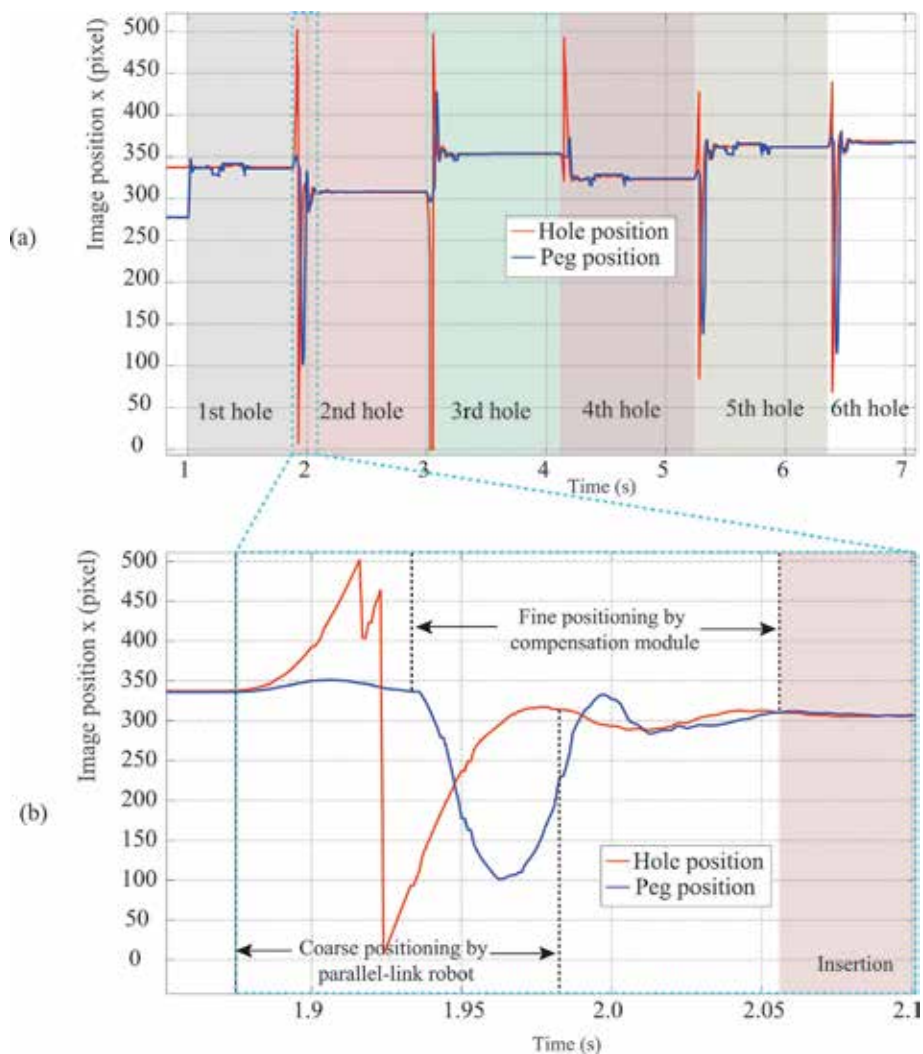 500
450
400
350
300
250
200
150
100
50
0
Image position x (pixel)
(a)
Hole position
Peg position
1st hole
2nd hole
3rd hole
4th hole
5th hole
6th hole
1
2
3
4
5
6
7
Time (s)
500
450
400
350
300
250
200
150
100
50
0
Image position x (pixel)
(b)
Fine positioning by
compensation module
Hole position
Peg position
Coarse positioning by
parallel-link robot
Insertion
1.9
1.95
2.0
2.05
2.1
Time (s)